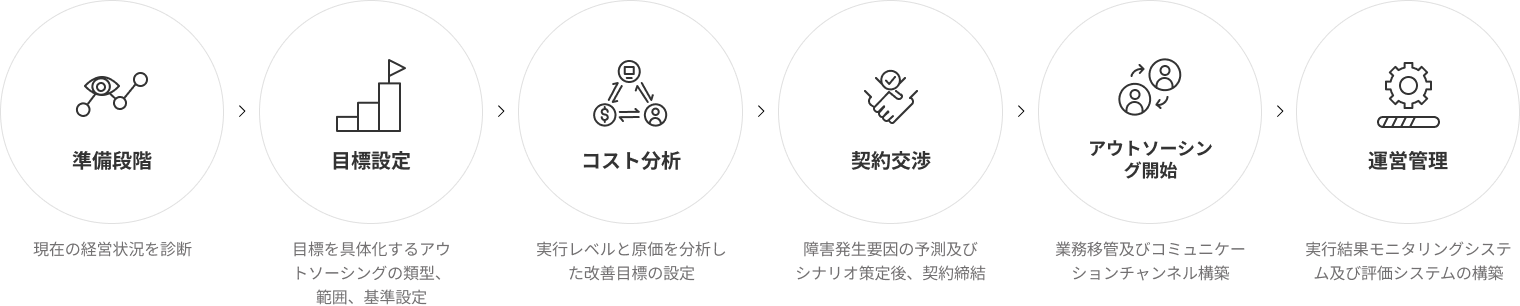 準備段階
目標設定
コスト分析
契約交渉
アウトソーシン
グ開始
運営管理
現在の経営状況を診断
目標を具体化するアウ
トソーシングの類型、
範囲、基準設定
実行レベルと原価を分析し
た改善目標の設定
障害発生要因の予測及び
シナリオ策定後、契約締結
業務移管及びコミュニケー
ションチャンネル構築
実行結果モニタリングシステ
ム及び評価システムの構築